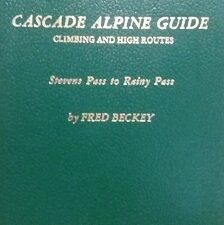 CASCADE ALPINE GUIDE
CLIMBING AND HIGH ROUTES
Stevens Pass to Rainy Pass
by FRED BECKEY